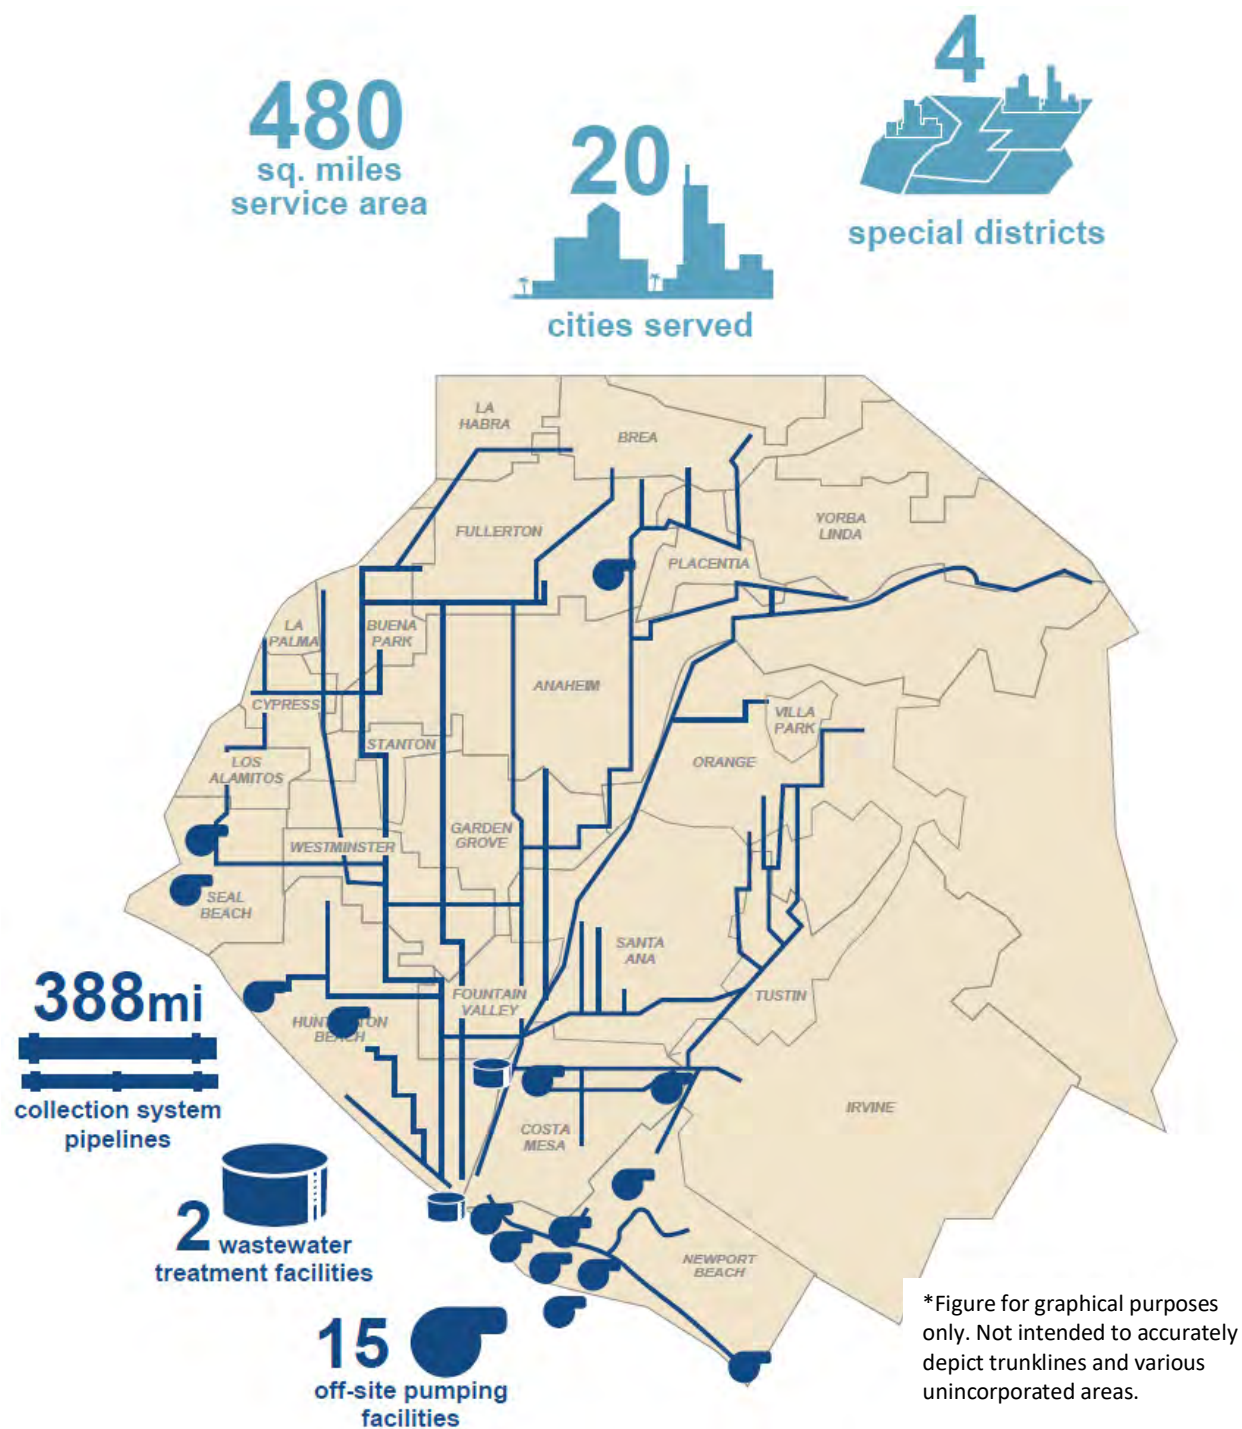 4
480
sq. miles
service area
20
special districts
cities served
LA
HABRA
BREA
FULLERTON
YORBA
LINDA
PLACENTIA
LA
PALMA
BUENA
PARK
ANAHEIM
CYPRESS
VILLA
PARK
STANTON
LOS
ALAMITOS
ORANGE
GARDEN
GROVE
WESTMINSTER
SEAL
BEACH
SANTA
ANA
FOUNTAIN
VALLEY
TUSTIN
388mi
collection system
pipelines
IRVINE
COSTA
MESA
2 wastewater
treatment facilities
NEWPORT
BEACH
15
off-site pumping
facilities
*Figure for graphical purposes
only. Not intended to accurately
depict trunklines and various
unincorporated areas.